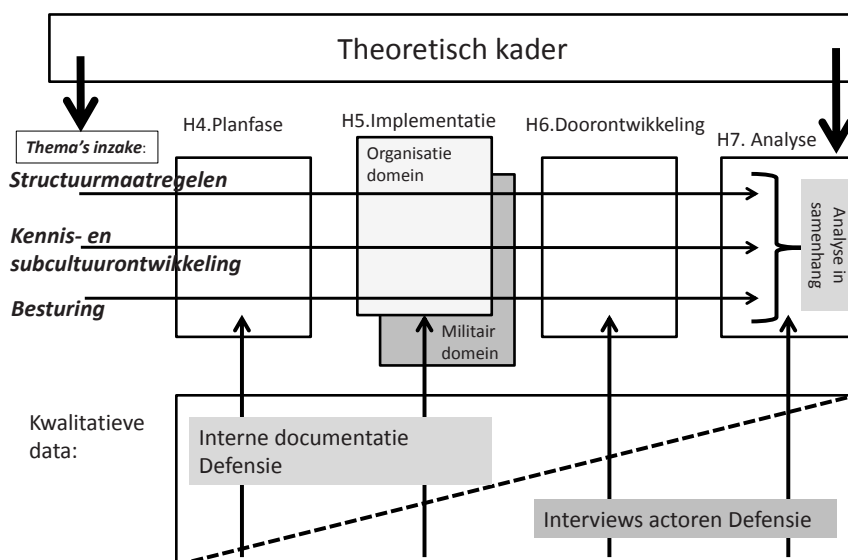 Theoretisch kader
H4.Planfase
H5.Implementatie
H6.Doorontwikkeling
H7. Analyse
Thema's inzake:
Organisatie
domein
Structuurmaatregelen
Kennis- en
subcultuurontwikkeling
Besturing
Analyse in
samenhang
Militair
domein
Kwalitatieve
data:
Interne documentatie
Defensie
Interviews actoren Defensie